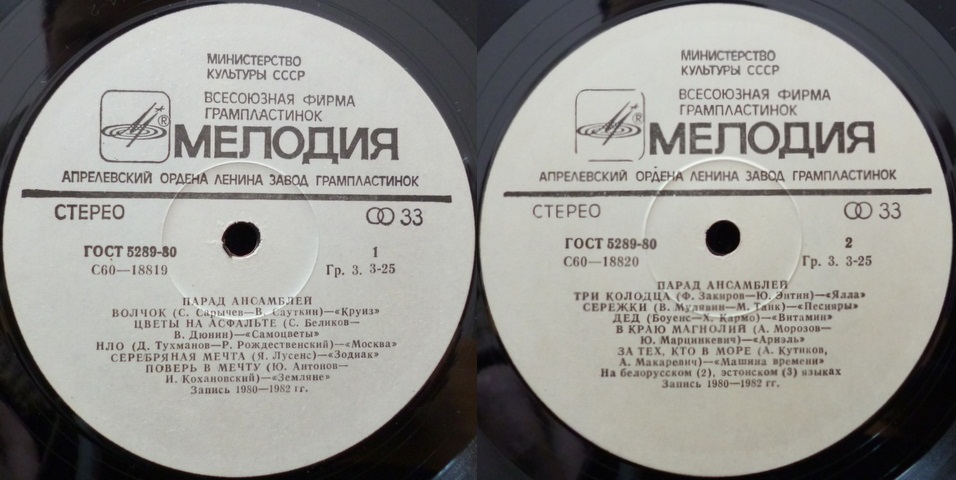 МИНИСТЕРСТВО
КУЛЬТУРЫ СССР
ВСЕСОЮЗНАЯ ФИРМА
ГРАМПЛАСТИНОК
®
МЕЛОДИЯ
АПРЕЛЕВСКИЙ ОРДЕНА ЛЕНИНА ЗАВОД ГРАМПЛАСТИНОК
СТЕРЕО
33
ГОСТ 5289-80
1
С60—18819
Гр. 3. 3-25
ПАРАД АНСАМБЛЕЙ
ВОЛЧОК (С. Сарычев—В. Сауткин)—«Круиз»
ЦВЕТЫ НА АСФАЛЬТЕ (С. Беликов—
В. Дюнин)—«Самоцветы»
НЛО (Д. Тухманов—Р. Рождественский)—«Москва»
СЕРЕБРЯНАЯ МЕЧТА (Я. Лусенс)—«Зодиак»
ПОВЕРЬ В МЕЧТУ (Ю. Антонов—
И. Кохановский)—«Земляне»
Запись 1980—1982 гг.
МИНИСТЕРСТВО
КУЛЬТУРЫ СССР
ВСЕСОЮЗНАЯ ФИРМА
ГРАМПЛАСТИНОК
®
МЕЛОДИЯ
АПРЕЛЕВСКИЙ ОРДЕНА ЛЕНИНА ЗАВОД ГРАМПЛАСТИНОК
СТЕРЕО
33
ГОСТ 5289-80
2
С60—18820
Гр. 3. 3-25
ПАРАД АНСАМБЛЕЙ
ТРИ КОЛОДЦА (Ф. Закиров—Ю. Энтин)—«Ялла»
СЕРЕЖКИ (В. Мулявин—М. Танк)—«Песняры»
ДЕД (Боуенс—Х. Кармо)—«Витамин»
В КРАЮ МАГНОЛИЙ (А. Морозов—
Ю. Марцинкевич)—«Ариэль»
ЗА ТЕХ, КТО В МОРЕ (А. Кутиков,
А. Макаревич)—«Машина времени»
На белорусском (2), эстонском (3) языках
Запись 1980—1982 гг.